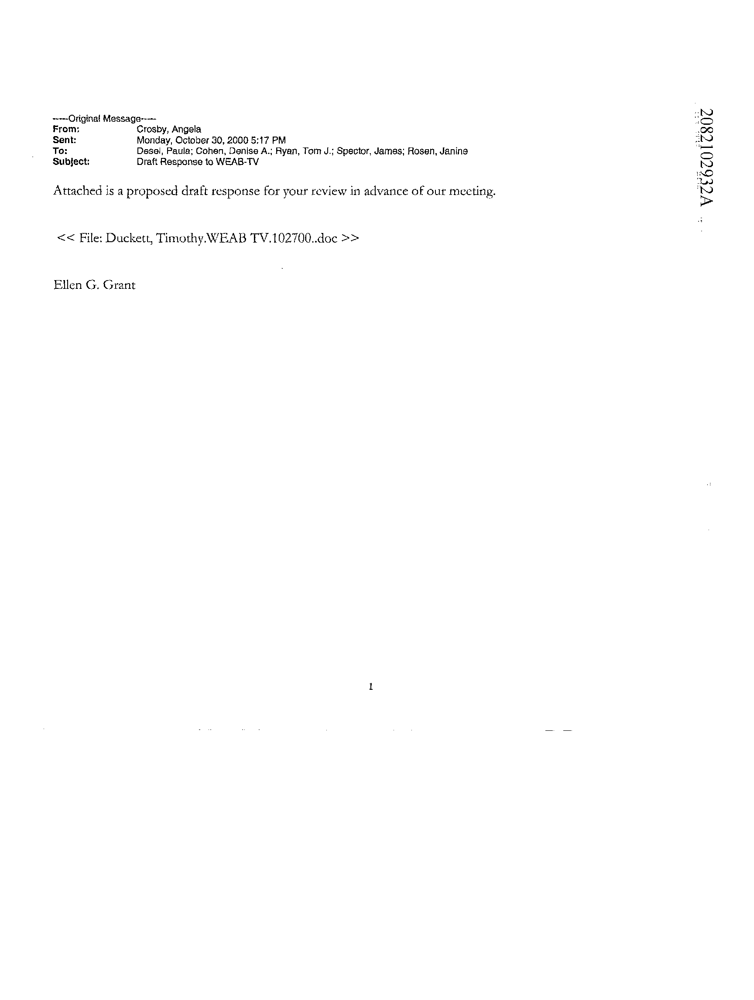 -----Original Message-----
From: Crosby, Angela
Sent: Monday, October 30, 2000 5:17 PM
To: Desel, Paula; Cohen, Denise A.; Ryan, Tom J.; Spector, James; Rosen, Janine
Subject: Draft Response to WEAB-TV
Attached is a proposed draft response for your review in advance of our meeting.
<< File: Duckett, Timothy.WEAB TV.102700..doc >>
Ellen G. Grant
1
2082102932A